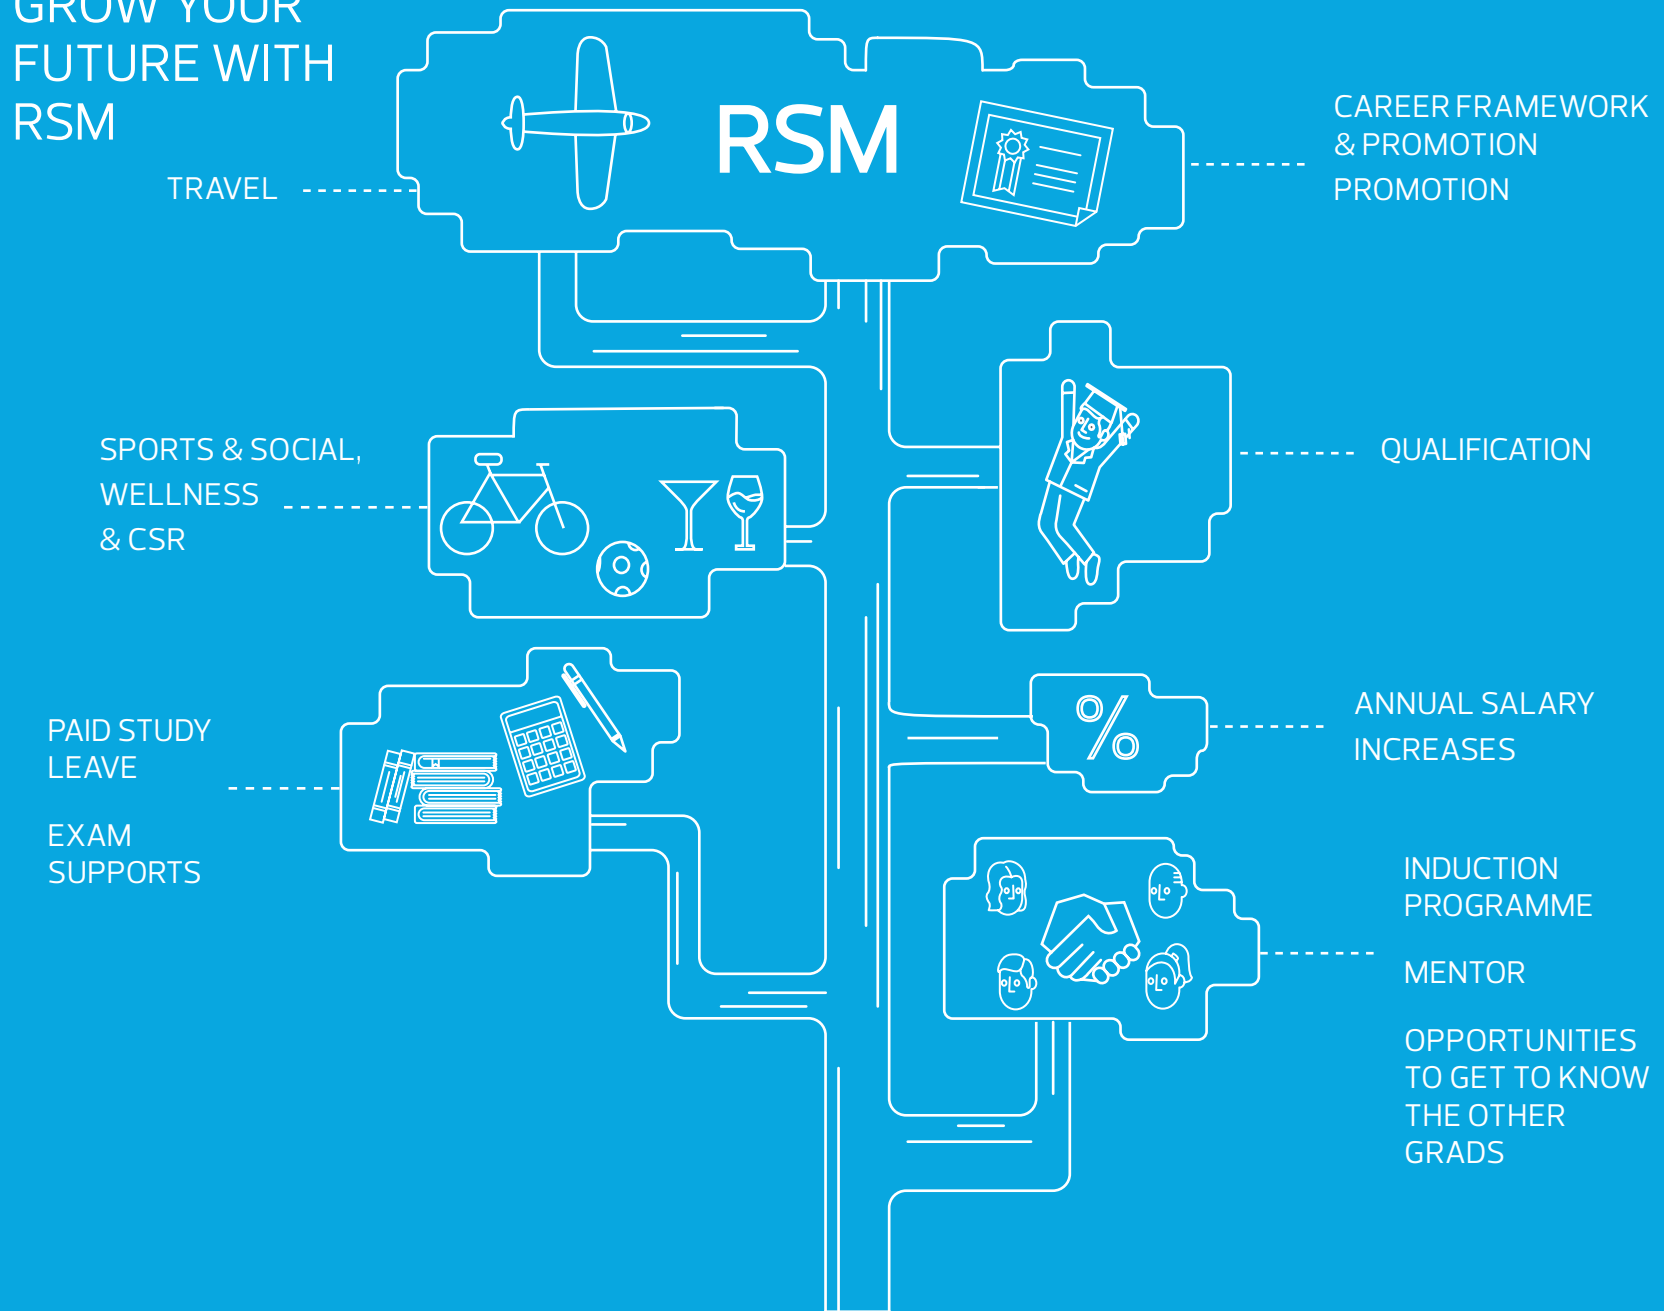 GROW YOUR
FUTURE WITH
RSM
RSM
TRAVEL
CAREER FRAMEWORK
& PROMOTION
PROMOTION
SPORTS & SOCIAL,
WELLNESS
& CSR
QUALIFICATION
PAID STUDY
LEAVE
EXAM
SUPPORTS
%
ANNUAL SALARY
INCREASES
INDUCTION
PROGRAMME
MENTOR
OPPORTUNITIES
TO GET TO KNOW
THE OTHER
GRADS